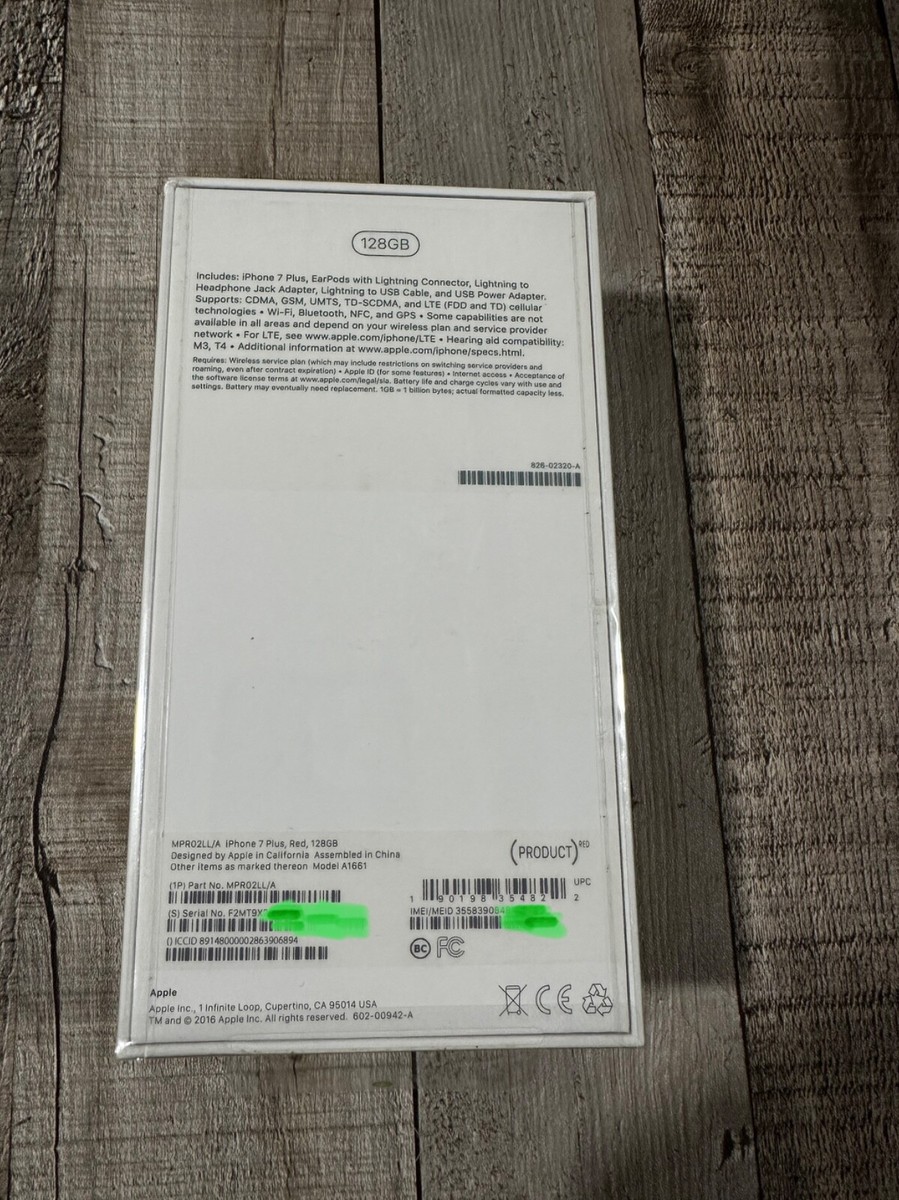 128GB
Includes: iPhone 7 Plus, EarPods with Lightning Connector, Lightning to
Headphone Jack Adapter, Lightning to USB Cable, and USB Power Adapter.
Supports: CDMA, GSM, UMTS, TD-SCDMA, and LTE (FDD and TD) cellular
technologies • Wi-Fi, Bluetooth, NFC, and GPS • Some capabilities are not
available in all areas and depend on your wireless plan and service provider
network • For LTE, see www.apple.com/iphone/LTE • Hearing aid compatibility:
M3, T4 • Additional information at www.apple.com/iphone/specs.html.
Requires: Wireless service plan (which may include restrictions on switching service providers and
roaming, even after contract expiration) • Apple ID (for some features) • Internet access • Acceptance of
the software license terms at www.apple.com/legal/sla. Battery life and charge cycles vary with use and
settings. Battery may eventually need replacement. 1GB = 1 billion bytes; actual formatted capacity less.
826-02320-A
MPR02LL/A iPhone 7 Plus, Red, 128GB
Designed by Apple in California Assembled in China
Other items as marked thereon Model A1661
(PRODUCT)RED
(1P) Part No. MPR02LL/A
UPC
1 90198 35482 2
(S) Serial No. F2MT9X
IMEI/MEID 35583908
() ICCID 89148000002863906894
BC FC
Apple
Apple Inc., 1 Infinite Loop, Cupertino, CA 95014 USA
TM and © 2016 Apple Inc. All rights reserved. 602-00942-A
CE